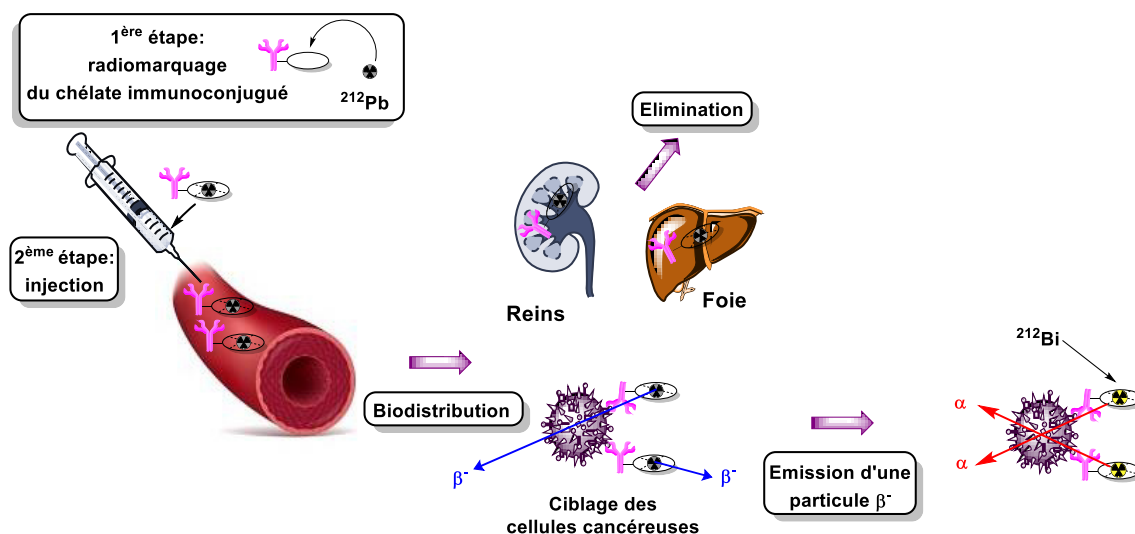 1ère étape:
radiomarquage
du chélate immunoconjugué
212Pb
Elimination
2ème étape:
injection
Reins
Foie
212Bi
Biodistribution
α
α
β-
β-
Emission d'une
particule β-
Ciblage des
cellules cancéreuses